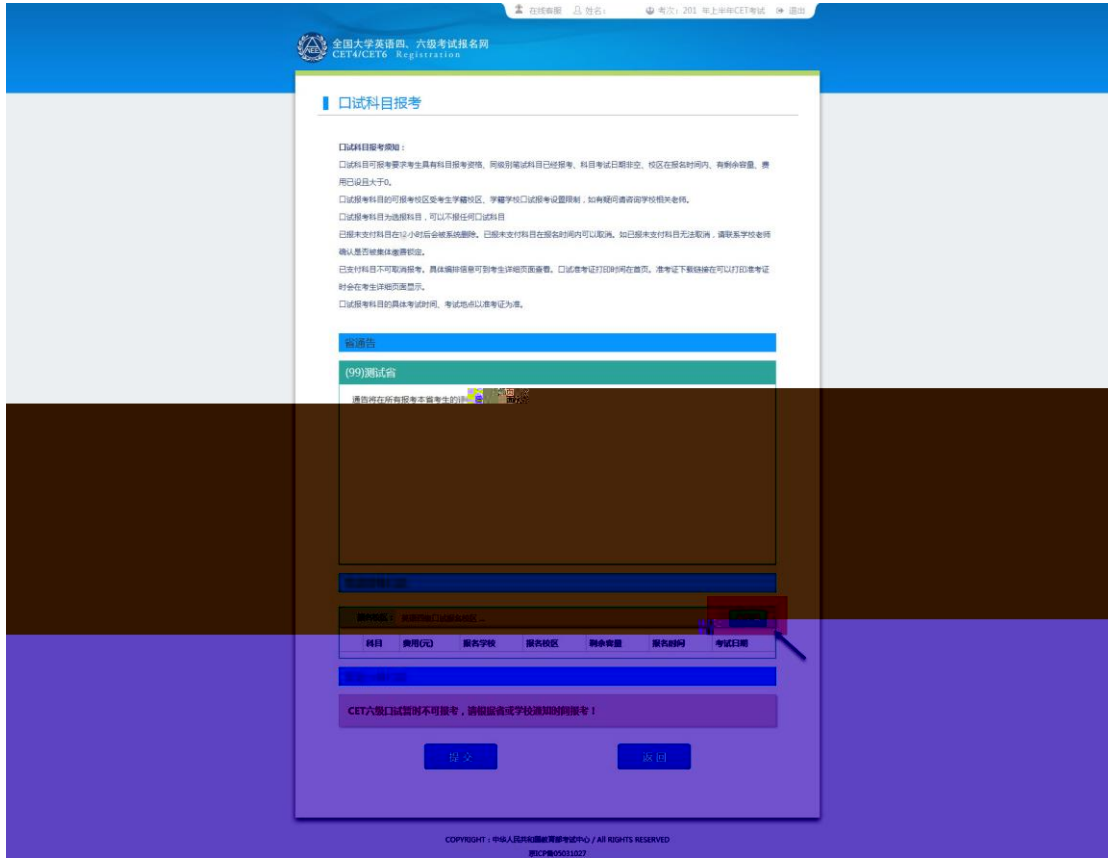 在线客服 姓名: 考次: 201 年上半年CET考试 退出
全国大学英语四、六级考试报名网
CET4/CET6 Registration
口试科目报考
口试科目报考须知：
口试科目可报考要求考生具有科目报考资格、同级别笔试科目已经报考、科目考试日期非空、校区在报名时间内、有剩余容量、费
用已设且大于0。
口试报考科目的可报考校区受考生学籍校区、学籍学校口试报考设置限制，如有疑问请咨询学校相关老师。
口试报考科目为选报科目，可以不报任何口试科目
已报未支付科目在12小时后会被系统删除。已报未支付科目在报名时间内可以取消。如已报未支付科目无法取消，请联系学校老师
确认是否被集体缴费锁定。
已支付科目不可取消报考。具体编排信息可到考生详细页面查看。口试准考证打印时间在首页。准考证下载链接在可以打印准考证
时会在考生详细页面显示。
口试报考科目的具体考试时间、考试地点以准考证为准。
省通告
(99)测试省
通告将在所有报考本省考生的详
科目 费用(元) 报名学校 报名校区 剩余容量 报名时间 考试日期
CET六级口试暂时不可报考，请根据省或学校通知时间报考！
提 交 返 回
COPYRIGHT：中华人民共和国教育部考试中心 / All RIGHTS RESERVED
京ICP备05031027